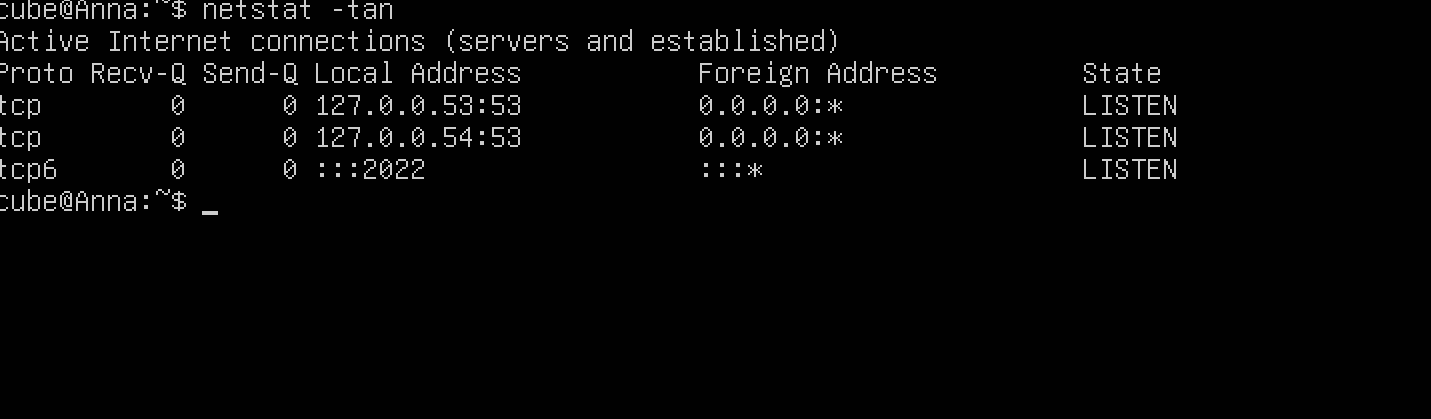 cube@Anna:~$ netstat -tan
Active Internet connections (servers and established)
Proto Recv-Q Send-Q Local Address           Foreign Address         State
tcp        0      0 127.0.0.53:53           0.0.0.0:*               LISTEN
tcp        0      0 127.0.0.54:53           0.0.0.0:*               LISTEN
tcp6       0      0 :::2022                 :::*                    LISTEN
cube@Anna:~$ _